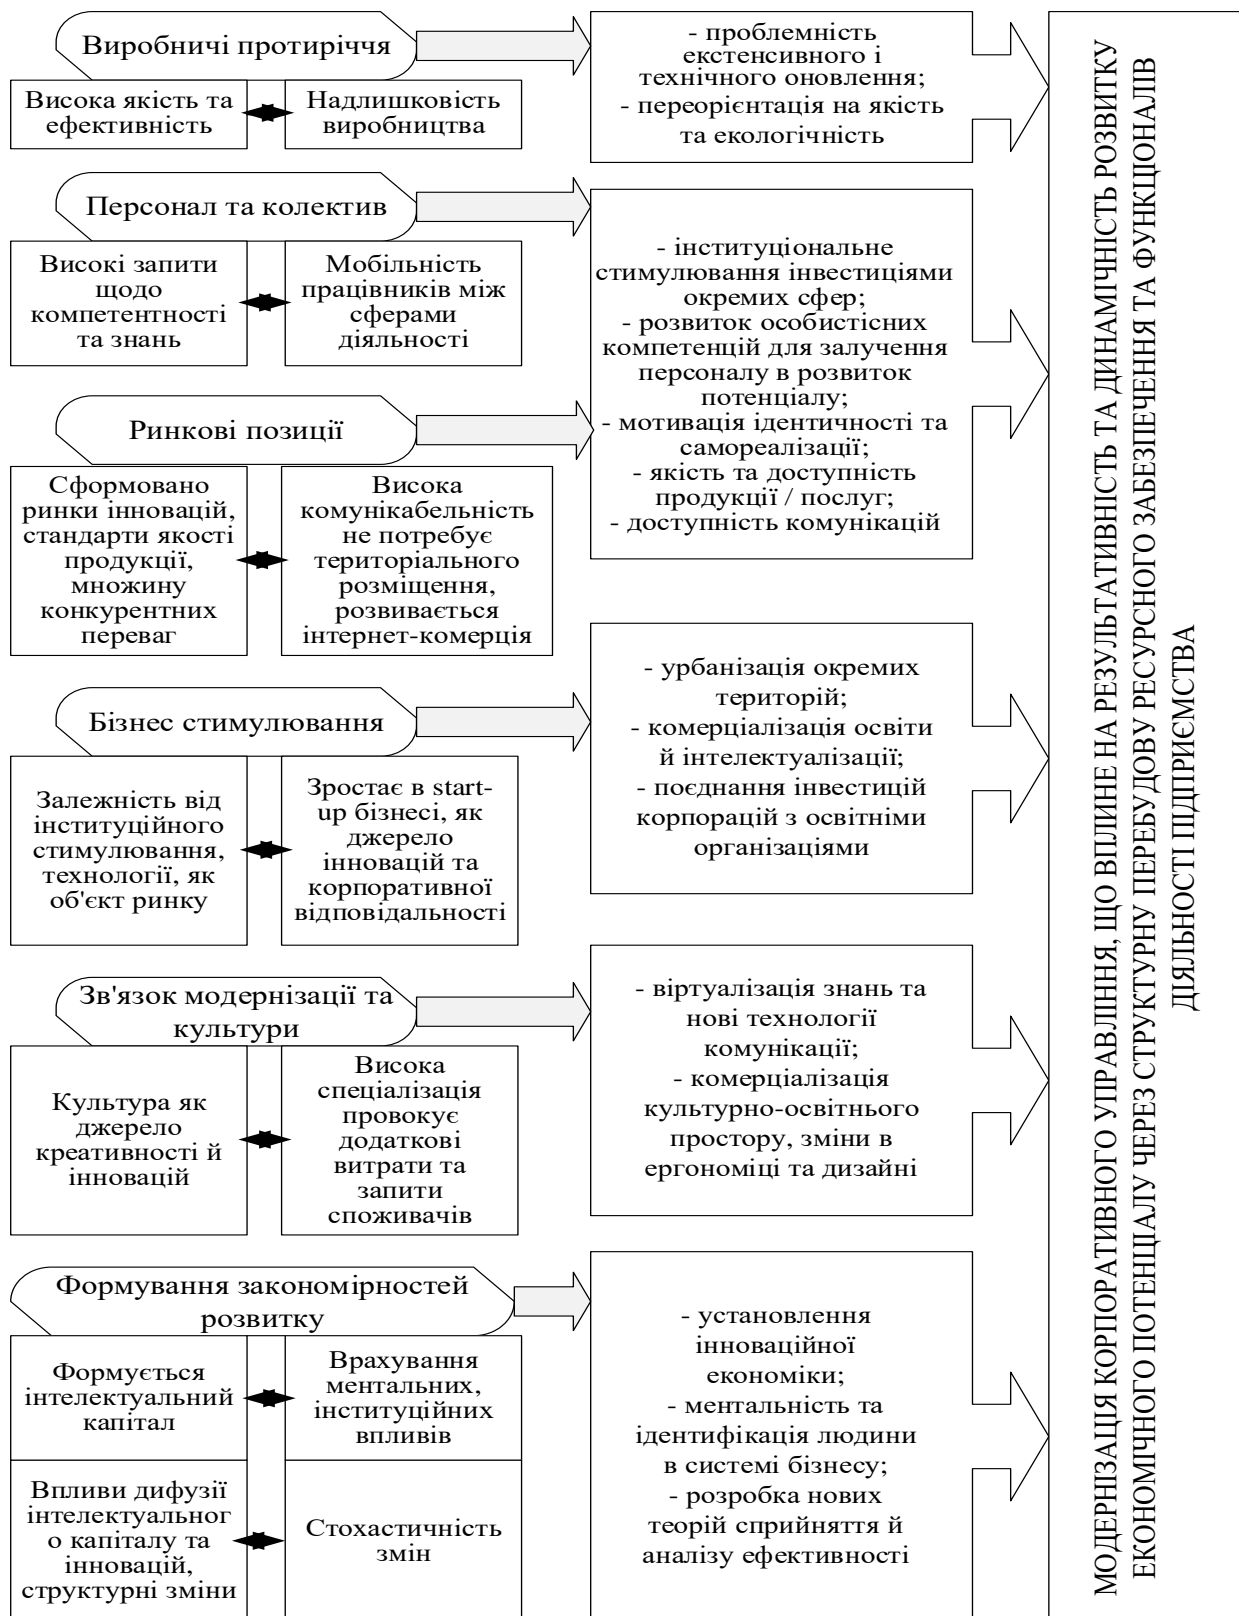 Виробничі протиріччя
Висока якість та
ефективність
Надлишковість
виробництва
- проблемність
екстенсивного і
технічного оновлення;
- переорієнтація на якість
та екологічність
Персонал та колектив
Високі запити
щодо
компетентності
та знань
Мобільність
працівників між
сферами
діяльності
- інституціональне
стимулювання інвестиціями
окремих сфер;
- розвиток особистісних
компетенцій для залучення
персоналу в розвиток
потенціалу;
- мотивація ідентичності та
самореалізації;
- якість та доступність
продукції / послуг;
- доступність комунікацій
Ринкові позиції
Сформовано
ринки інновацій,
стандарти якості
продукції,
множину
конкурентних
переваг
Висока
комунікабельність
не потребує
територіального
розміщення,
розвивається
інтернет-комерція
Бізнес стимулювання
Залежність від
інституційного
стимулювання,
технології, як
об'єкт ринку
Зростає в start-
up бізнесі, як
джерело
інновацій та
корпоративної
відповідальності
- урбанізація окремих
територій;
- комерціалізація освіти
й інтелектуалізації;
- поєднання інвестицій
корпорацій з освітніми
організаціями
Зв'язок модернізації та
культури
Культура як
джерело
креативності й
інновацій
Висока
спеціалізація
провокує
додаткові
витрати та
запити
споживачів
- віртуалізація знань та
нові технології
комунікації;
- комерціалізація
культурно-освітнього
простору, зміни в
ергономіці та дизайні
Формування закономірностей
розвитку
Формується
інтелектуальний
капітал
Врахування
ментальних,
інституційних
впливів
Впливи дифузії
інтелектуальног
о капіталу та
інновацій,
структурні зміни
Стохастичність
змін
- установлення
інноваційної
економіки;
- ментальність та
ідентифікація людини
в системі бізнесу;
- розробка нових
теорій сприйняття й
аналізу ефективності
МОДЕРНІЗАЦІЯ КОРПОРАТИВНОГО УПРАВЛІННЯ, ЩО ВПЛИНЕ НА РЕЗУЛЬТАТИВНІСТЬ ТА ДИНАМІЧНІСТЬ РОЗВИТКУ
ЕКОНОМІЧНОГО ПОТЕНЦІАЛУ ЧЕРЕЗ СТРУКТУРНУ ПЕРЕБУДОВУ РЕСУРСНОГО ЗАБЕЗПЕЧЕННЯ ТА ФУНКЦІОНАЛІВ
ДІЯЛЬНОСТІ ПІДПРИЄМСТВА